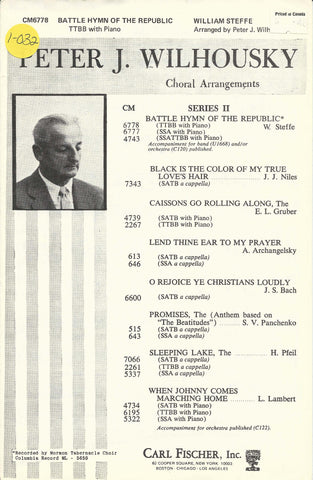 Printed in Canada
CM6778 BATTLE HYMN OF THE REPUBLIC WILLIAM STEFFE
TTBB with Piano Arranged by Peter J. Wilh
1-032
PETER J. WILHOUSKY
Choral Arrangements
CM SERIES II
BATTLE HYMN OF THE REPUBLIC*
6778 (TTBB with Piano) W. Steffe
6777 (SSA with Piano)
4743 (SSATTBB with Piano)
Accompaniment for band (U1668) and/or
orchestra (C120) published.
BLACK IS THE COLOR OF MY TRUE
LOVE'S HAIR J. J. Niles
7343 (SATB a cappella)
CAISSONS GO ROLLING ALONG, The
E. L. Gruber
4739 (SATB with Piano)
2267 (TTBB with Piano)
LEND THINE EAR TO MY PRAYER
A. Archangelsky
613 (SATB a cappella)
646 (SSA a cappella)
O REJOICE YE CHRISTIANS LOUDLY
J. S. Bach
6600 (SATB a cappella)
PROMISES, The (Anthem based on
"The Beatitudes") S. V. Panchenko
515 (SATB a cappella)
643 (SSA a cappella)
SLEEPING LAKE, The H. Pfeil
7066 (SATB a cappella)
2261 (TTBB a cappella)
5337 (SSA a cappella)
WHEN JOHNNY COMES
MARCHING HOME L. Lambert
4734 (SATB with Piano)
6195 (TTBB with Piano)
5322 (SSA with Piano)
Accompaniment for orchestra published (C122).
*Recorded by Mormon Tabernacle Choir
Columbia Record ML - 5659
CARL FISCHER, INC.
62 COOPER SQUARE, NEW YORK, 10003
BOSTON · CHICAGO · LOS ANGELES